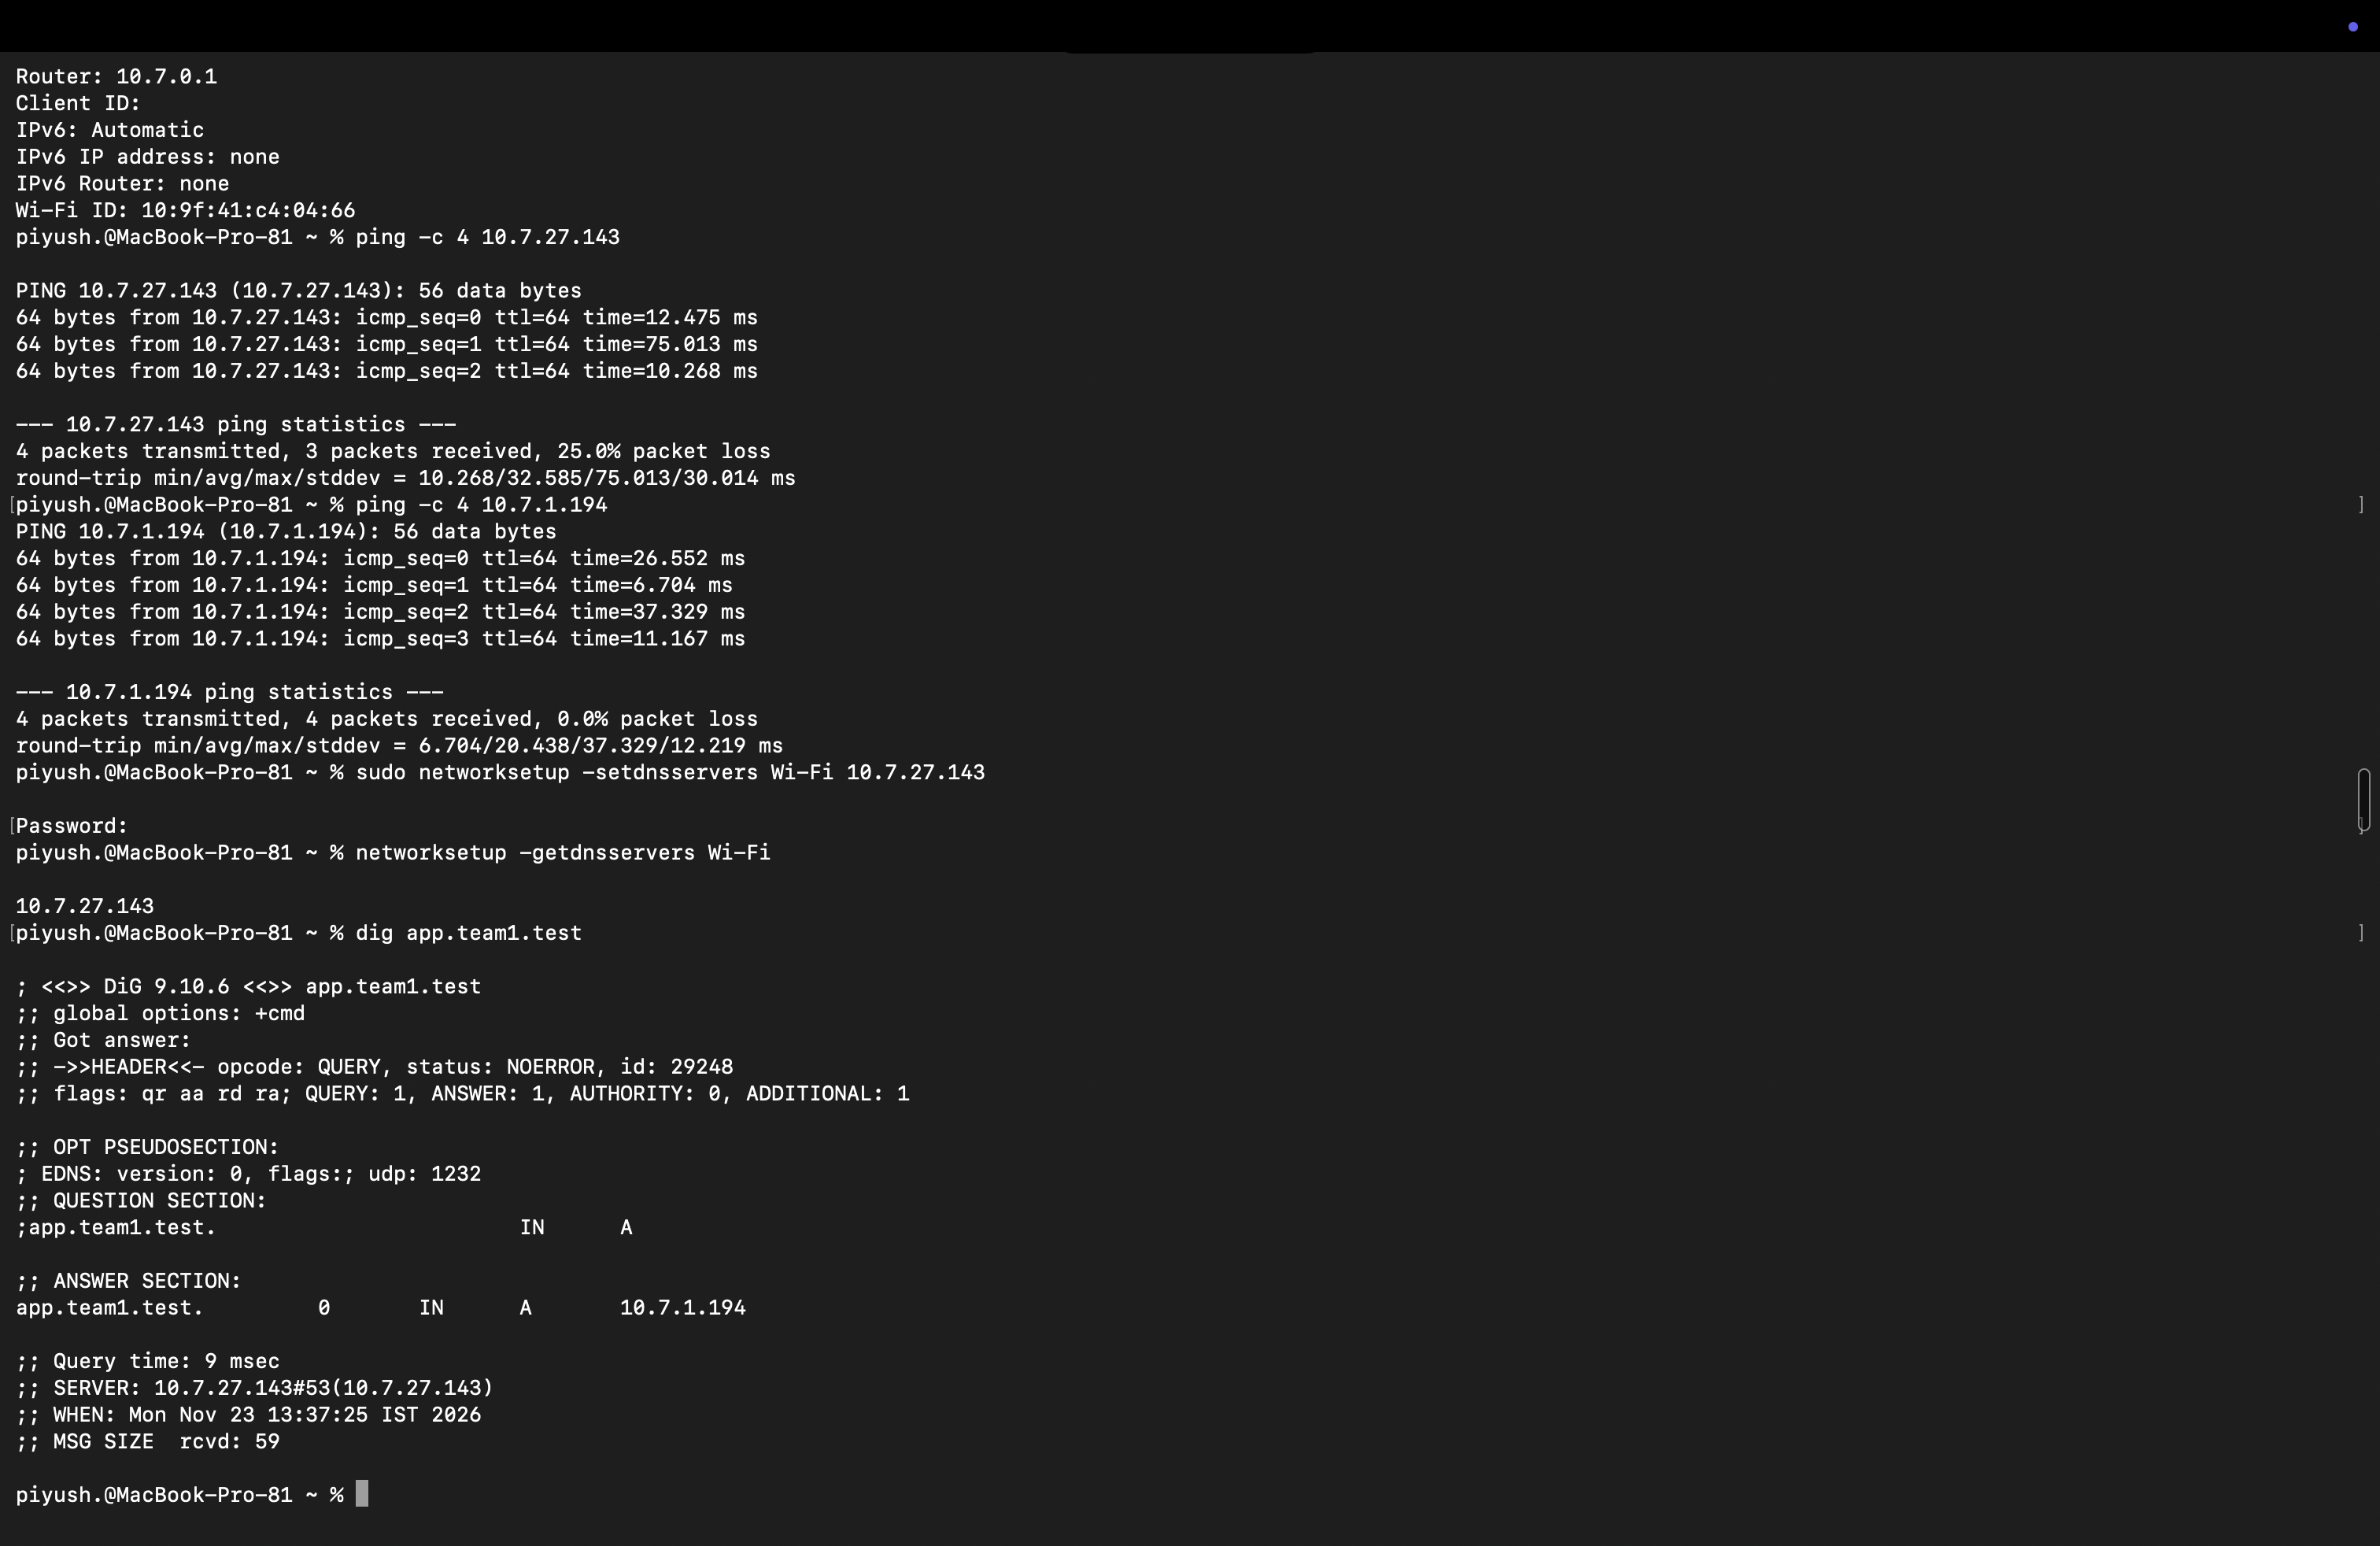 Router: 10.7.0.1
Client ID:
IPv6: Automatic
IPv6 IP address: none
IPv6 Router: none
Wi-Fi ID: 10:9f:41:c4:04:66
piyush.@MacBook-Pro-81 ~ % ping -c 4 10.7.27.143
PING 10.7.27.143 (10.7.27.143): 56 data bytes
64 bytes from 10.7.27.143: icmp_seq=0 ttl=64 time=12.475 ms
64 bytes from 10.7.27.143: icmp_seq=1 ttl=64 time=75.013 ms
64 bytes from 10.7.27.143: icmp_seq=2 ttl=64 time=10.268 ms
--- 10.7.27.143 ping statistics ---
4 packets transmitted, 3 packets received, 25.0% packet loss
round-trip min/avg/max/stddev = 10.268/32.585/75.013/30.014 ms
[piyush.@MacBook-Pro-81 ~ % ping -c 4 10.7.1.194 ]
PING 10.7.1.194 (10.7.1.194): 56 data bytes
64 bytes from 10.7.1.194: icmp_seq=0 ttl=64 time=26.552 ms
64 bytes from 10.7.1.194: icmp_seq=1 ttl=64 time=6.704 ms
64 bytes from 10.7.1.194: icmp_seq=2 ttl=64 time=37.329 ms
64 bytes from 10.7.1.194: icmp_seq=3 ttl=64 time=11.167 ms
--- 10.7.1.194 ping statistics ---
4 packets transmitted, 4 packets received, 0.0% packet loss
round-trip min/avg/max/stddev = 6.704/20.438/37.329/12.219 ms
piyush.@MacBook-Pro-81 ~ % sudo networksetup -setdnsservers Wi-Fi 10.7.27.143
[Password: ]
piyush.@MacBook-Pro-81 ~ % networksetup -getdnsservers Wi-Fi
10.7.27.143
[piyush.@MacBook-Pro-81 ~ % dig app.team1.test ]
; <<>> DiG 9.10.6 <<>> app.team1.test
;; global options: +cmd
;; Got answer:
;; ->>HEADER<<- opcode: QUERY, status: NOERROR, id: 29248
;; flags: qr aa rd ra; QUERY: 1, ANSWER: 1, AUTHORITY: 0, ADDITIONAL: 1
;; OPT PSEUDOSECTION:
; EDNS: version: 0, flags:; udp: 1232
;; QUESTION SECTION:
;app.team1.test. IN A
;; ANSWER SECTION:
app.team1.test. 0 IN A 10.7.1.194
;; Query time: 9 msec
;; SERVER: 10.7.27.143#53(10.7.27.143)
;; WHEN: Mon Nov 23 13:37:25 IST 2026
;; MSG SIZE  rcvd: 59
piyush.@MacBook-Pro-81 ~ %